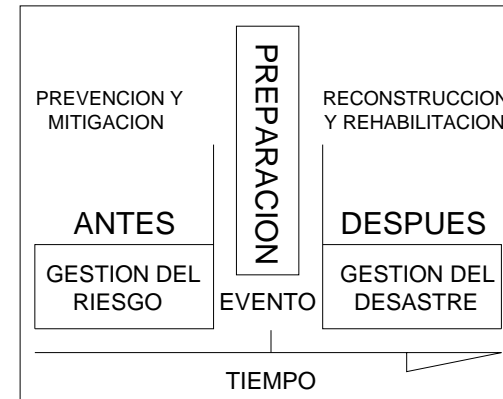 PREPARACION
PREVENCION Y
MITIGACION
RECONSTRUCCION
Y REHABILITACION
ANTES
DESPUES
GESTION DEL
RIESGO
EVENTO
GESTION DEL
DESASTRE
TIEMPO